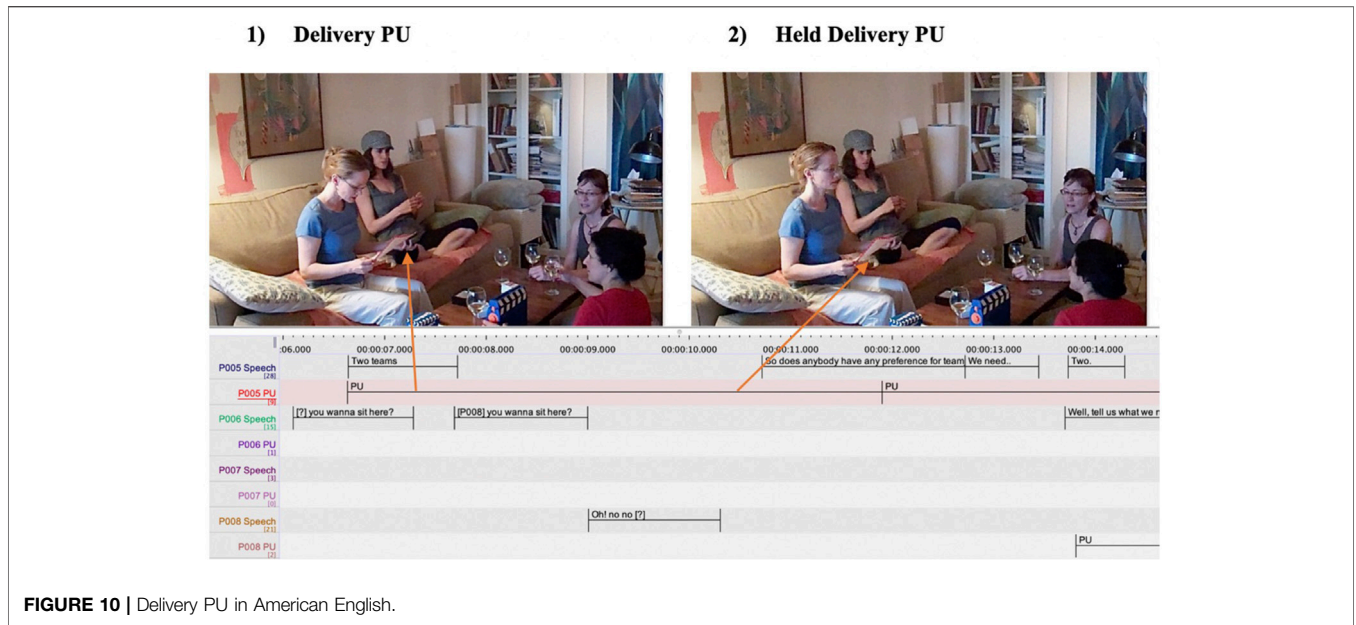 1) Delivery PU 2) Held Delivery PU
:06.000 00:00:07.000 00:00:08.000 00:00:09.000 00:00:10.000 00:00:11.000 00:00:12.000 00:00:13.000 00:00:14.000
P005 Speech Two teams So does anybody have any preference for team We need.. Two.
[28]
P005 PU PU PU
[9]
P006 Speech [?] you wanna sit here? [P008] you wanna sit here? Well, tell us what we n
[15]
P006 PU
[1]
P007 Speech
[3]
P007 PU
[0]
P008 Speech Oh! no no [?]
[21]
P008 PU PU
[2]
FIGURE 10 | Delivery PU in American English.